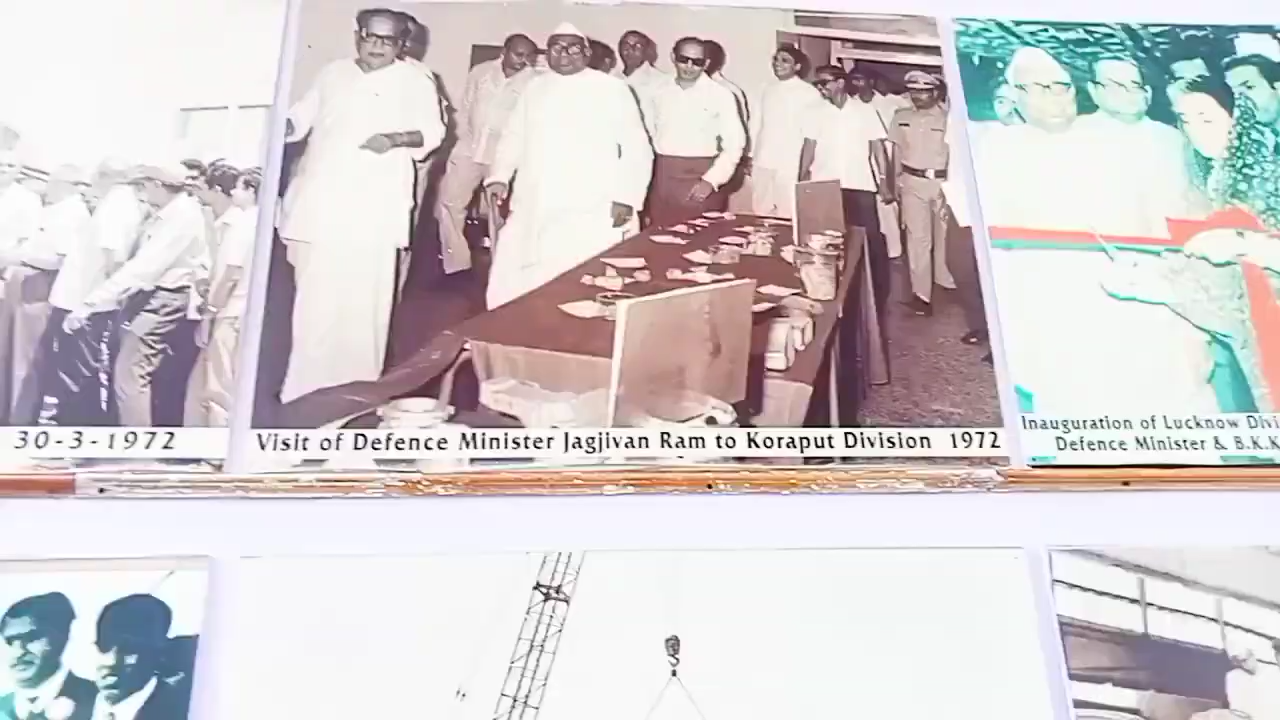 30-3-1972
Visit of Defence Minister Jagjivan Ram to Koraput Division 1972
Inauguration of Lucknow Divi
Defence Minister & B.K.K